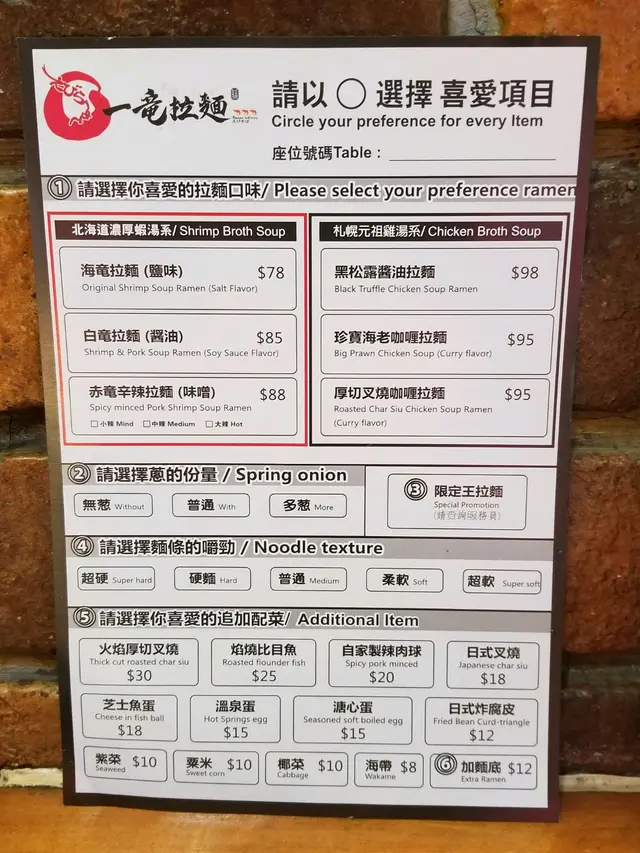 一竜拉麵
請以 ○ 選擇 喜愛項目
Circle your preference for every Item
座位號碼Table：
① 請選擇你喜愛的拉麵口味/ Please select your preference ramen
北海道濃厚蝦湯系/ Shrimp Broth Soup
海竜拉麵 (鹽味) $78
Original Shrimp Soup Ramen (Salt Flavor)
白竜拉麵 (醬油) $85
Shrimp & Pork Soup Ramen (Soy Sauce Flavor)
赤竜辛辣拉麵 (味噌) $88
Spicy minced Pork Shrimp Soup Ramen
□ 小辣 Mind □ 中辣 Medium □ 大辣 Hot
札幌元祖雞湯系/ Chicken Broth Soup
黑松露醬油拉麵 $98
Black Truffle Chicken Soup Ramen
珍寶海老咖喱拉麵 $95
Big Prawn Chicken Soup (Curry flavor)
厚切叉燒咖喱拉麵 $95
Roasted Char Siu Chicken Soup Ramen
(Curry flavor)
② 請選擇蔥的份量 / Spring onion
無葱 Without 普通 With 多葱 More
③ 限定王拉麵
Special Promotion
(請查詢服務員)
④ 請選擇麵條的嚼勁 / Noodle texture
超硬 Super hard 硬麵 Hard 普通 Medium 柔軟 Soft 超軟 Super soft
⑤ 請選擇你喜愛的追加配菜/ Additional Item
火焰厚切叉燒 焰燒比目魚 自家製辣肉球 日式叉燒
Thick cut roasted char siu Roasted flounder fish Spicy pork minced Japanese char siu
$30 $25 $20 $18
芝士魚蛋 溫泉蛋 溏心蛋 日式炸腐皮
Cheese in fish ball Hot Springs egg Seasoned soft boiled egg Fried Bean Curd-triangle
$18 $15 $15 $12
紫菜 $10 粟米 $10 椰菜 $10 海帶 $8 ⑥ 加麵底 $12
Seaweed Sweet corn Cabbage Wakame Extra Ramen